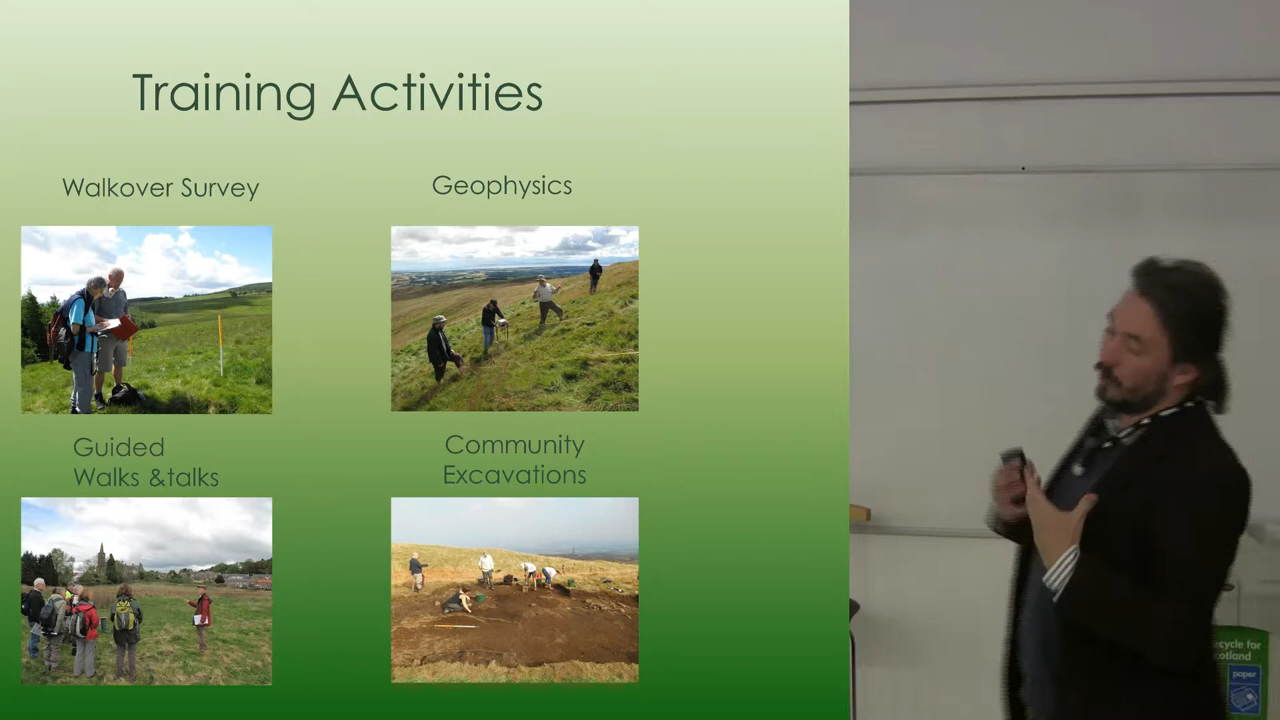 Training Activities
Walkover Survey
Geophysics
Guided
Walks &talks
Community
Excavations
ecycle for
cotland
paper